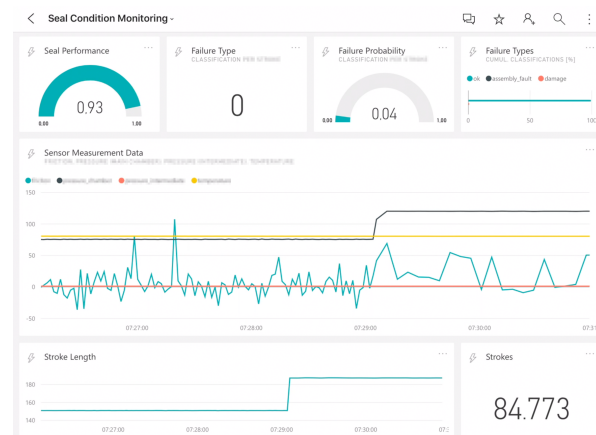 Seal Condition Monitoring
Seal Performance
0,93
0.00 1.00
Failure Type
CLASSIFICATION PER STROKE
0
Failure Probability
CLASSIFICATION PER STROKE
0,04
0.00 1.00
Failure Types
CUMUL. CLASSIFICATIONS [%]
ok assembly_fault damage
0 50 100
Sensor Measurement Data
FRICTION, PRESSURE (MAIN CHAMBER) PRESSURE (INTERMEDIATE), TEMPERATURE
friction pressure_chamber pressure_intermediate temperature
150
100
50
0
-50
07:27:00 07:28:00 07:29:00 07:30:00
Stroke Length
180
160
140
07:27:00 07:28:00 07:29:00 07:30:00
Strokes
84.773